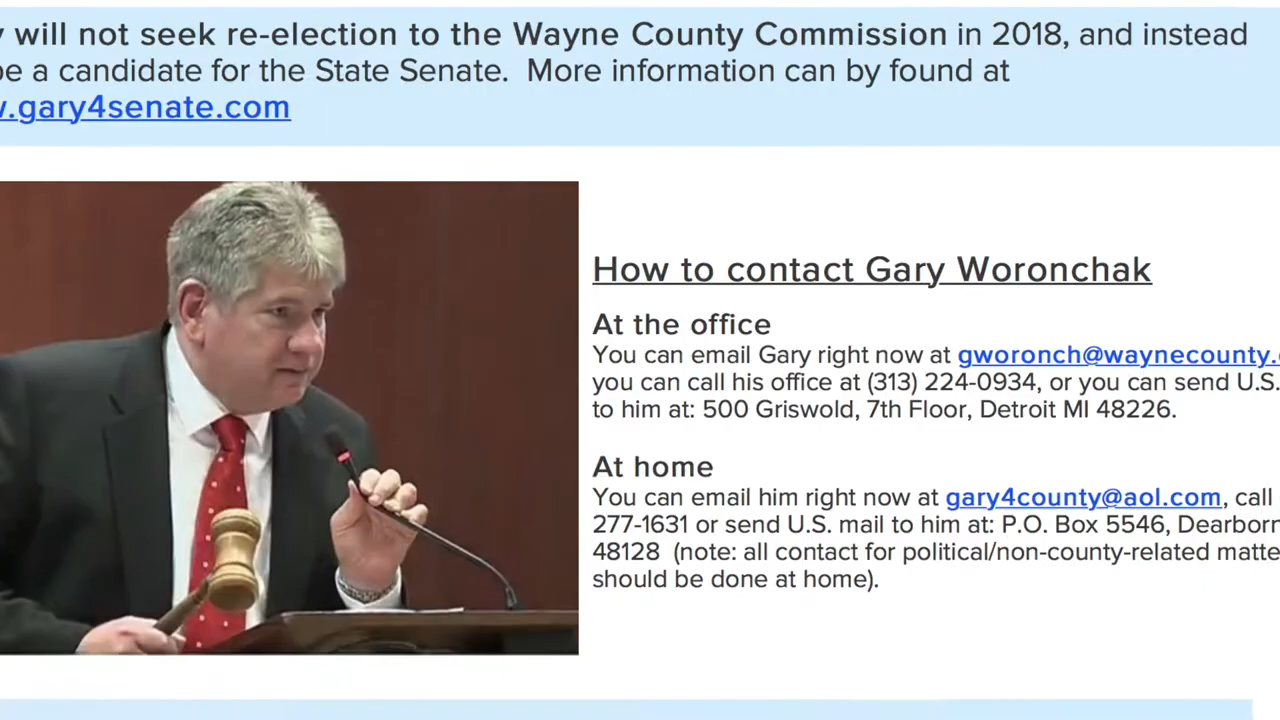 will not seek re-election to the Wayne County Commission in 2018, and instead
be a candidate for the State Senate. More information can by found at
.gary4senate.com
How to contact Gary Woronchak
At the office
You can email Gary right now at gworonch@waynecounty.
you can call his office at (313) 224-0934, or you can send U.S.
to him at: 500 Griswold, 7th Floor, Detroit MI 48226.
At home
You can email him right now at gary4county@aol.com, call
277-1631 or send U.S. mail to him at: P.O. Box 5546, Dearborn
48128 (note: all contact for political/non-county-related matte
should be done at home).